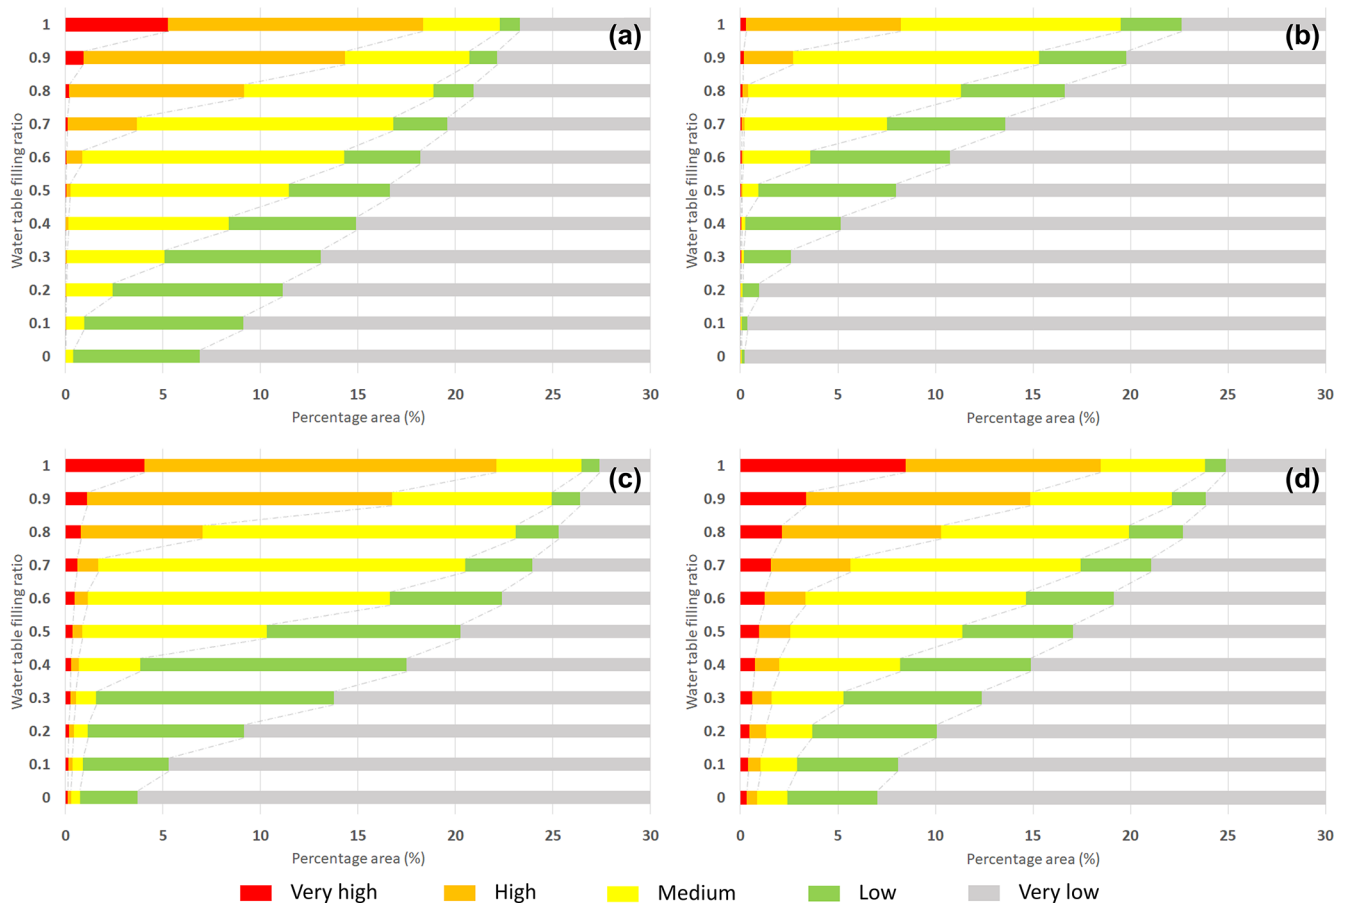 (a)
Water table filling ratio
1
0.9
0.8
0.7
0.6
0.5
0.4
0.3
0.2
0.1
0
0 5 10 15 20 25 30
Percentage area (%)
(b)
Water table filling ratio
1
0.9
0.8
0.7
0.6
0.5
0.4
0.3
0.2
0.1
0
0 5 10 15 20 25 30
Percentage area (%)
(c)
Water table filling ratio
1
0.9
0.8
0.7
0.6
0.5
0.4
0.3
0.2
0.1
0
0 5 10 15 20 25 30
Percentage area (%)
(d)
Water table filling ratio
1
0.9
0.8
0.7
0.6
0.5
0.4
0.3
0.2
0.1
0
0 5 10 15 20 25 30
Percentage area (%)
Very high High Medium Low Very low